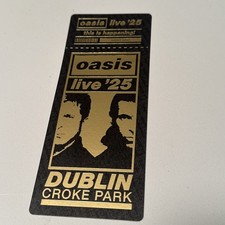 oasis live '25
this is happening!
oasis
live '25
DUBLIN
CROKE PARK